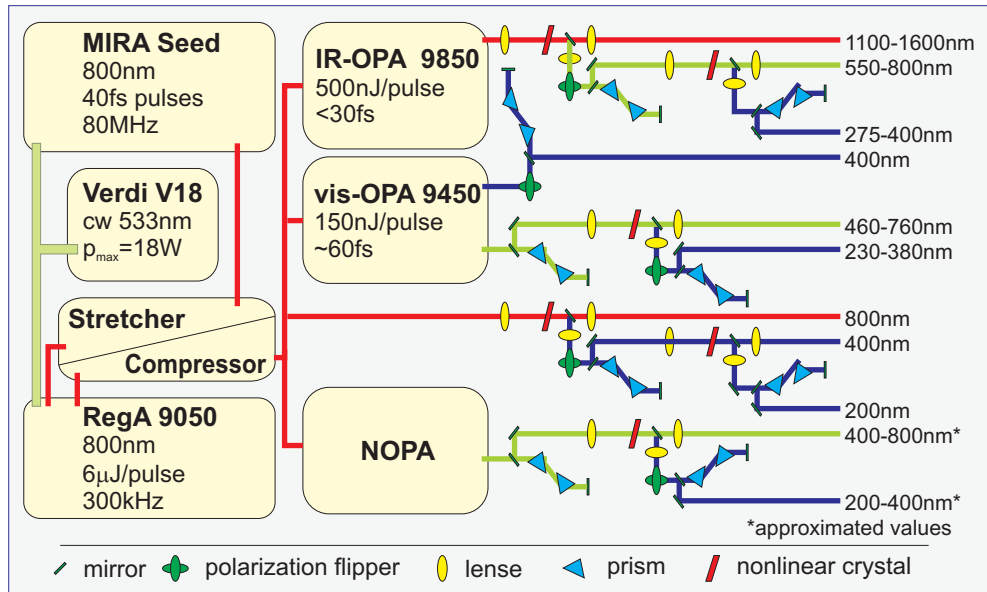 MIRA Seed
800nm
40fs pulses
80MHz
Verdi V18
cw 533nm
pmax=18W
Stretcher
Compressor
RegA 9050
800nm
6μJ/pulse
300kHz
IR-OPA 9850
500nJ/pulse
<30fs
vis-OPA 9450
150nJ/pulse
~60fs
NOPA
1100-1600nm
550-800nm
275-400nm
400nm
460-760nm
230-380nm
800nm
400nm
200nm
400-800nm*
200-400nm*
*approximated values
mirror
polarization flipper
lense
prism
nonlinear crystal